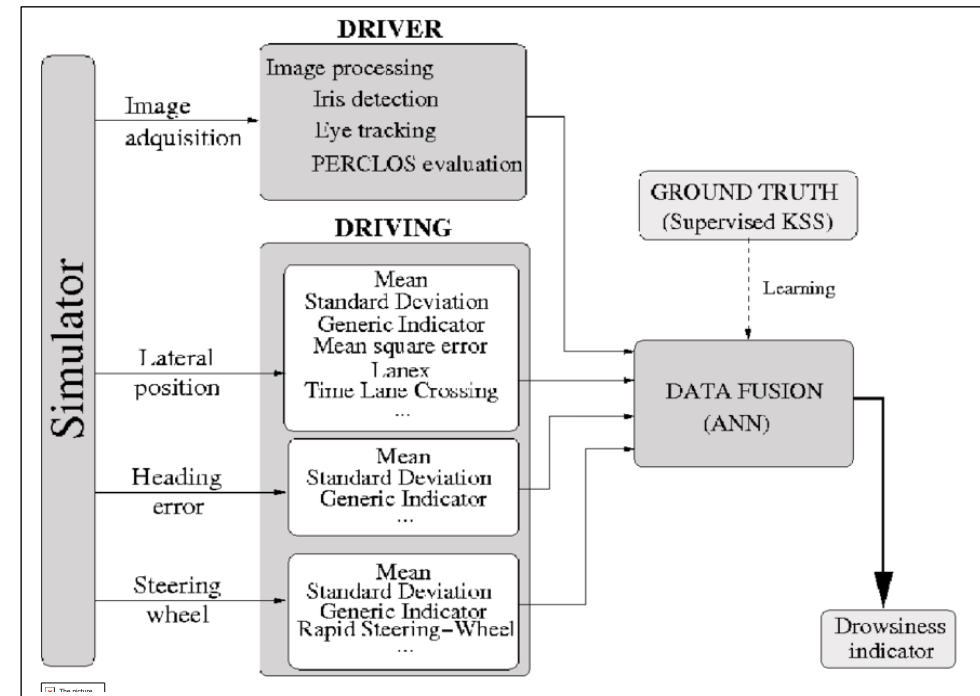 DRIVER
Image processing
Iris detection
Eye tracking
PERCLOS evaluation
Image
adquisition
Simulator
DRIVING
Mean
Standard Deviation
Generic Indicator
Mean square error
Lanex
Time Lane Crossing
...
Lateral
position
Mean
Standard Deviation
Generic Indicator
...
Heading
error
Mean
Standard Deviation
Generic Indicator
Rapid Steering-Wheel
...
Steering
wheel
GROUND TRUTH
(Supervised KSS)
Learning
DATA FUSION
(ANN)
Drowsiness
indicator
The picture